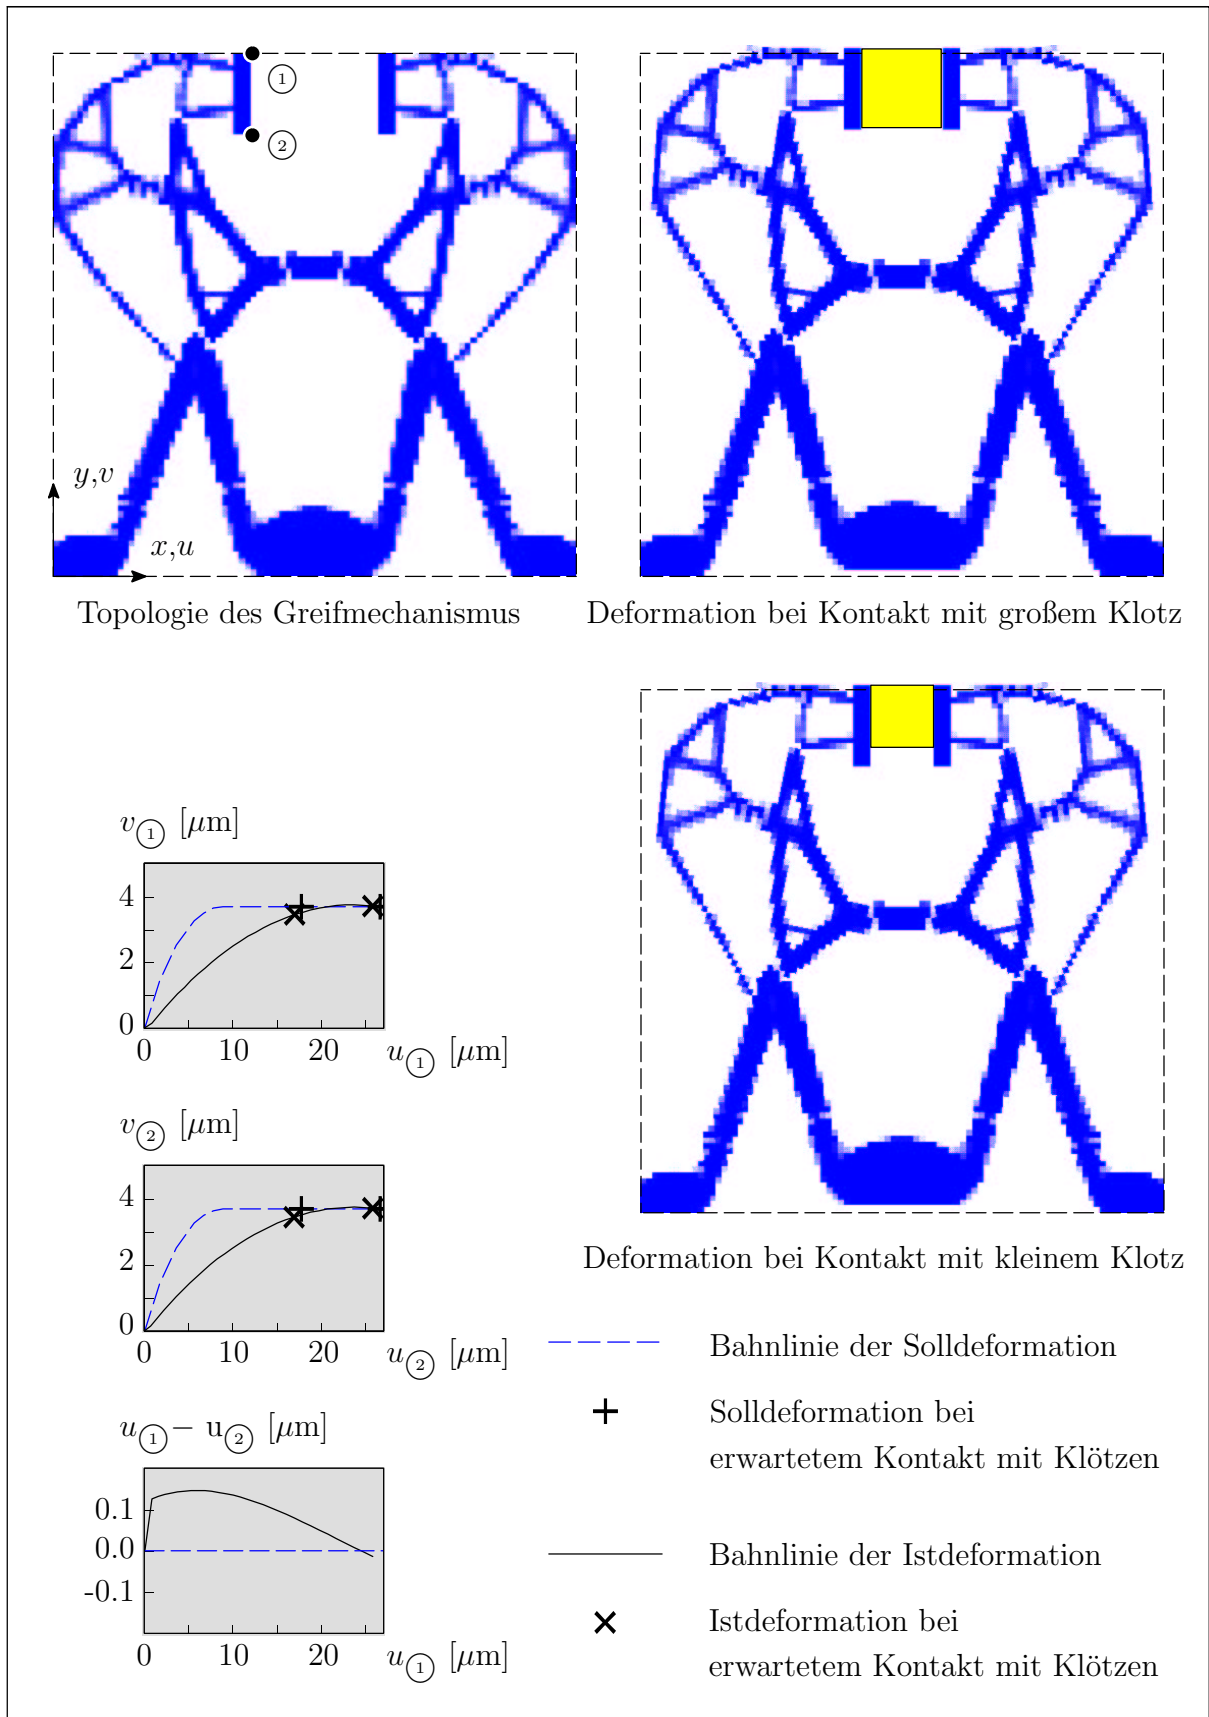 ①
②
y,v
x,u
Topologie des Greifmechanismus
Deformation bei Kontakt mit großem Klotz
Deformation bei Kontakt mit kleinem Klotz
v① [μm]
4
2
0
0 10 20 u① [μm]
v② [μm]
4
2
0
0 10 20 u② [μm]
u①− u② [μm]
0.1
0.0
-0.1
0 10 20 u① [μm]
Bahnlinie der Solldeformation
Solldeformation bei
erwartetem Kontakt mit Klötzen
Bahnlinie der Istdeformation
Istdeformation bei
erwartetem Kontakt mit Klötzen